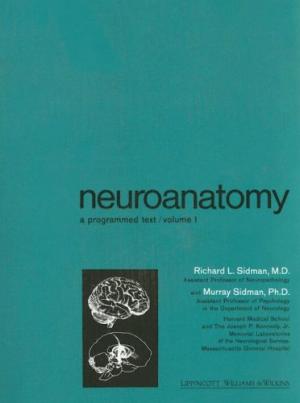 neuroanatomy
a programmed text / volume I
Richard L. Sidman, M.D.
Assistant Professor of Neuropathology
and Murray Sidman, Ph.D.
Assistant Professor of Psychology
in the Department of Neurology
Harvard Medical School
and The Joseph P. Kennedy, Jr.
Memorial Laboratories
of the Neurological Service,
Massachusetts General Hospital
LIPPINCOTT WILLIAMS & WILKINS